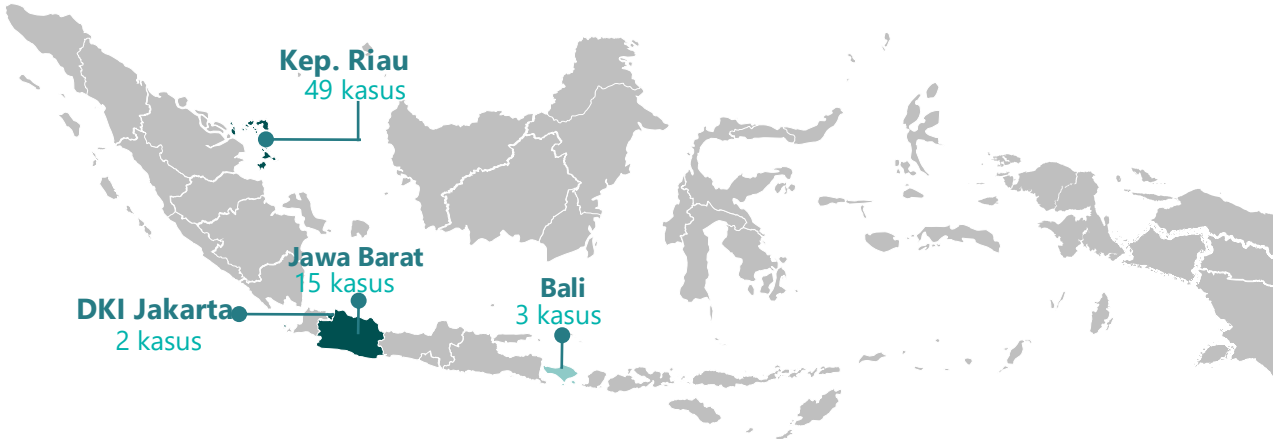 Kep. Riau
49 kasus
Jawa Barat
15 kasus
DKI Jakarta
2 kasus
Bali
3 kasus